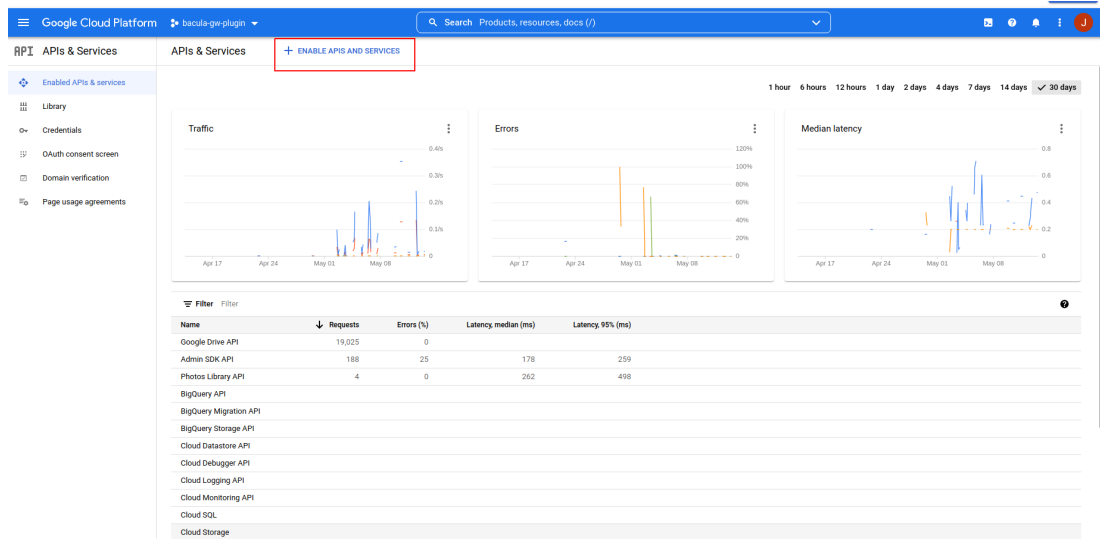 Google Cloud Platform bacula-gw-plugin Search Products, resources, docs (/) J
API APIs & Services APIs & Services + ENABLE APIS AND SERVICES
Enabled APIs & services
Library
Credentials
OAuth consent screen
Domain verification
Page usage agreements
1 hour 6 hours 12 hours 1 day 2 days 4 days 7 days 14 days 30 days
Traffic
0.4/s
0.3/s
0.2/s
0.1/s
0
Apr 17 Apr 24 May 01 May 08
Errors
120%
100%
80%
60%
40%
20%
0
Apr 17 Apr 24 May 01 May 08
Median latency
0.8
0.6
0.4
0.2
0
Apr 17 Apr 24 May 01 May 08
Filter Filter
Name Requests Errors (%) Latency, median (ms) Latency, 95% (ms)
Google Drive API 19,025 0
Admin SDK API 188 25 178 259
Photos Library API 4 0 262 498
BigQuery API
BigQuery Migration API
BigQuery Storage API
Cloud Datastore API
Cloud Debugger API
Cloud Logging API
Cloud Monitoring API
Cloud SQL
Cloud Storage